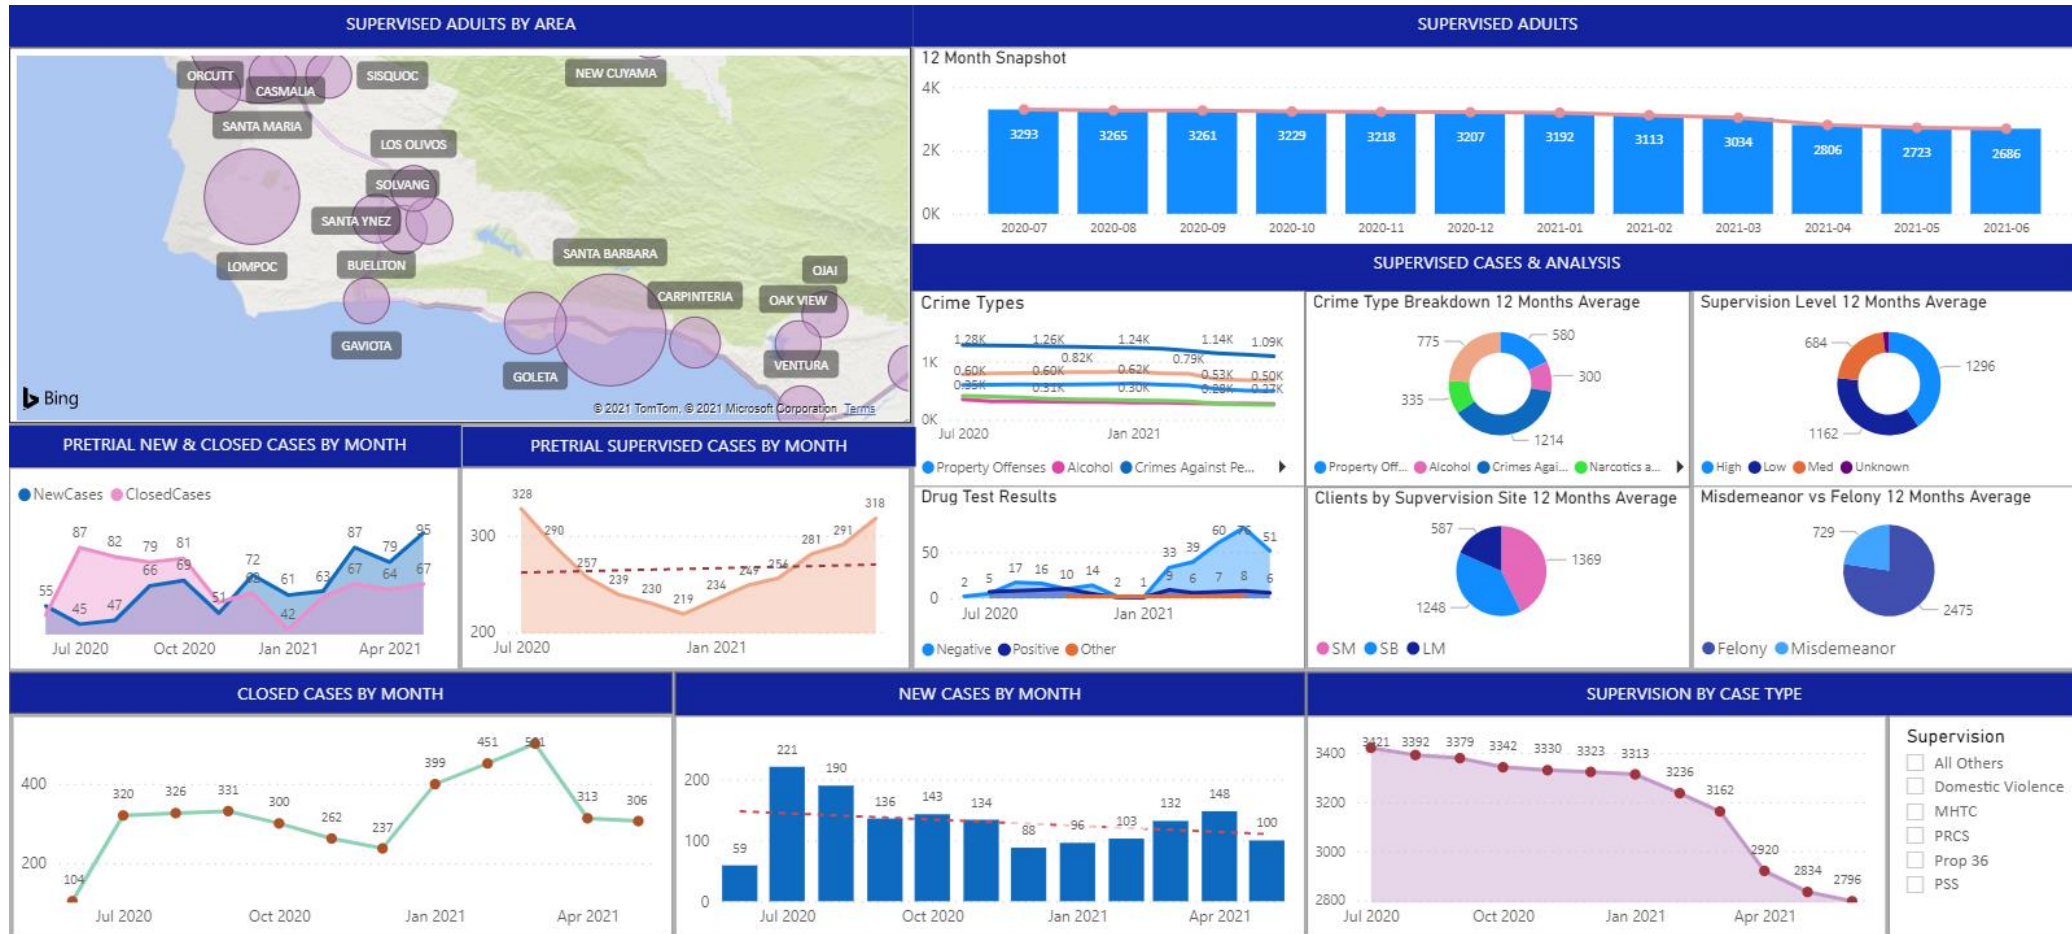 SUPERVISED ADULTS BY AREA
ORCUTT
CASMALIA
SISQUOC
NEW CUYAMA
SANTA MARIA
LOS OLIVOS
SOLVANG
SANTA YNEZ
LOMPOC
BUELLTON
SANTA BARBARA
OJAI
CARPINTERIA
OAK VIEW
GAVIOTA
GOLETA
VENTURA
Bing
© 2021 TomTom, © 2021 Microsoft Corporation Terms
SUPERVISED ADULTS
12 Month Snapshot
4K
2K
0K
3293 3265 3261 3229 3218 3207 3192 3113 3034 2806 2723 2686
2020-07 2020-08 2020-09 2020-10 2020-11 2020-12 2021-01 2021-02 2021-03 2021-04 2021-05 2021-06
SUPERVISED CASES & ANALYSIS
Crime Types
1.28K 1.26K 1.24K 1.14K 1.09K
1K
0.82K 0.79K
0.60K 0.60K 0.62K 0.53K 0.50K
0.35K 0.31K 0.30K 0.28K 0.27K
0K
Jul 2020 Jan 2021
Property Offenses Alcohol Crimes Against Pe...
Crime Type Breakdown 12 Months Average
775
580
300
335
1214
Property Off... Alcohol Crimes Agai... Narcotics a...
Supervision Level 12 Months Average
684
1296
1162
High Low Med Unknown
PRETRIAL NEW & CLOSED CASES BY MONTH
NewCases ClosedCases
87 82 79 81 72 87 79 95
55 45 47 66 69 51 61 63 67 64 67
42
Jul 2020 Oct 2020 Jan 2021 Apr 2021
PRETRIAL SUPERVISED CASES BY MONTH
300
200
328 290 257 239 230 219 234 249 256 281 291 318
Jul 2020 Jan 2021
Drug Test Results
50
0
2 5 17 16 10 14 2 1 33 39 60 51
9 6 7 8 6
Jul 2020 Jan 2021
Negative Positive Other
Clients by Supvervision Site 12 Months Average
587
1369
1248
SM SB LM
Misdemeanor vs Felony 12 Months Average
729
2475
Felony Misdemeanor
CLOSED CASES BY MONTH
400
200
104 320 326 331 300 262 237 399 451 313 306
Jul 2020 Oct 2020 Jan 2021 Apr 2021
NEW CASES BY MONTH
200
100
0
59 221 190 136 143 134 88 96 103 132 148 100
Jul 2020 Oct 2020 Jan 2021 Apr 2021
SUPERVISION BY CASE TYPE
3400
3200
3000
2800
3421 3392 3379 3342 3330 3323 3313 3236 3162 2920 2834 2796
Jul 2020 Oct 2020 Jan 2021 Apr 2021
Supervision
All Others
Domestic Violence
MHTC
PRCS
Prop 36
PSS